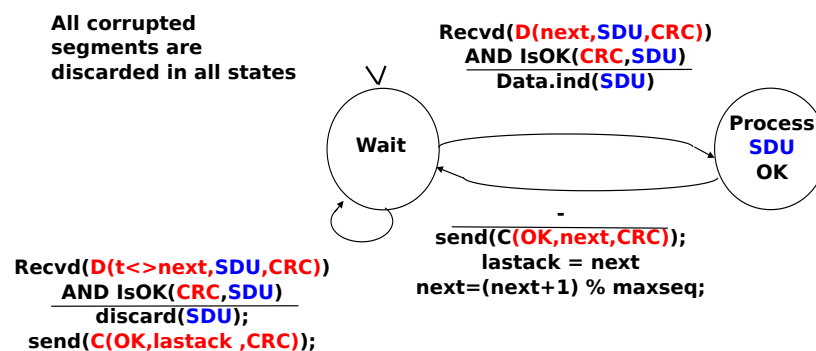 All corrupted
segments are
discarded in all states
Recvd(D(next,SDU,CRC))
AND IsOK(CRC,SDU)
Data.ind(SDU)
Wait
Process
SDU
OK
-
send(C(OK,next,CRC));
lastack = next
next=(next+1) % maxseq;
Recvd(D(t<>next,SDU,CRC))
AND IsOK(CRC,SDU)
discard(SDU);
send(C(OK,lastack ,CRC));